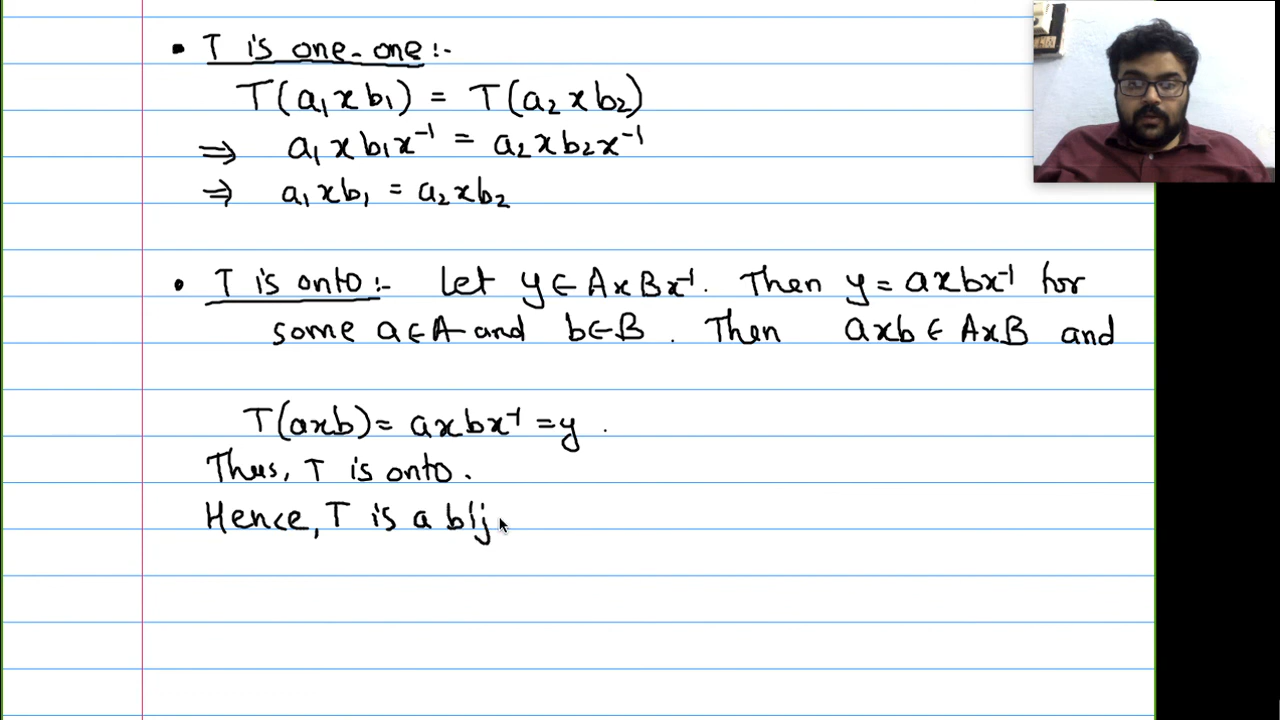 • T is one-one :-
T(a₁xb₁) = T(a₂xb₂)
⇒ a₁xb₁x⁻¹ = a₂xb₂x⁻¹
⇒ a₁xb₁ = a₂xb₂
• T is onto :- Let y ∈ AxBx⁻¹. Then y = axbx⁻¹ for
some a ∈ A and b ∈ B. Then axb ∈ AxB and
T(axb) = axbx⁻¹ = y.
Thus, T is onto.
Hence, T is a bij